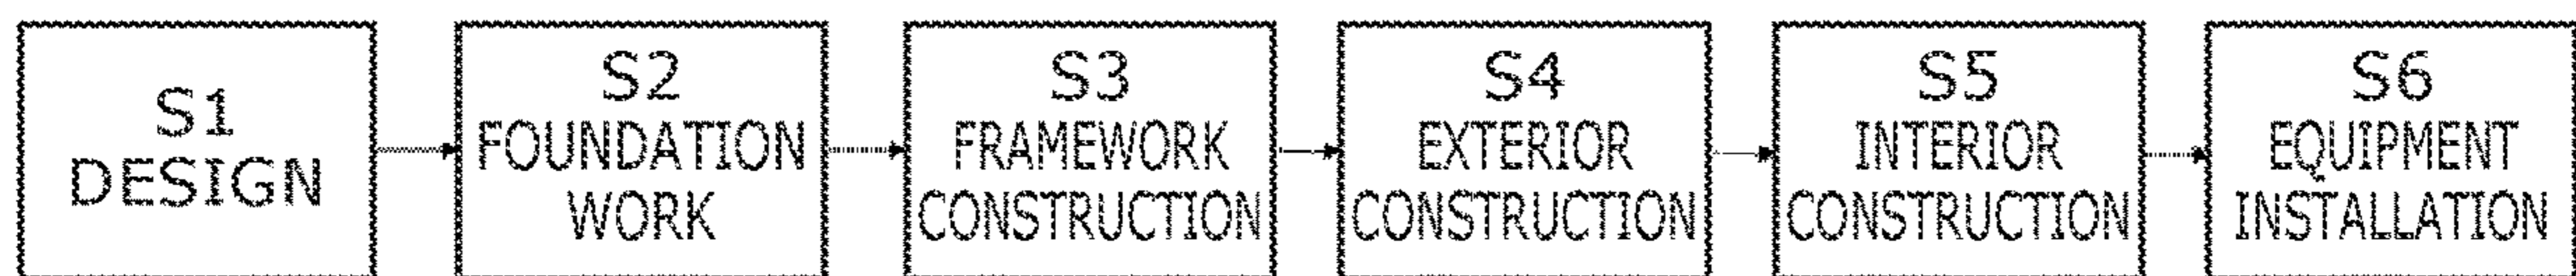 S1
DESIGN
S2
FOUNDATION
WORK
S3
FRAMEWORK
CONSTRUCTION
S4
EXTERIOR
CONSTRUCTION
S5
INTERIOR
CONSTRUCTION
S6
EQUIPMENT
INSTALLATION